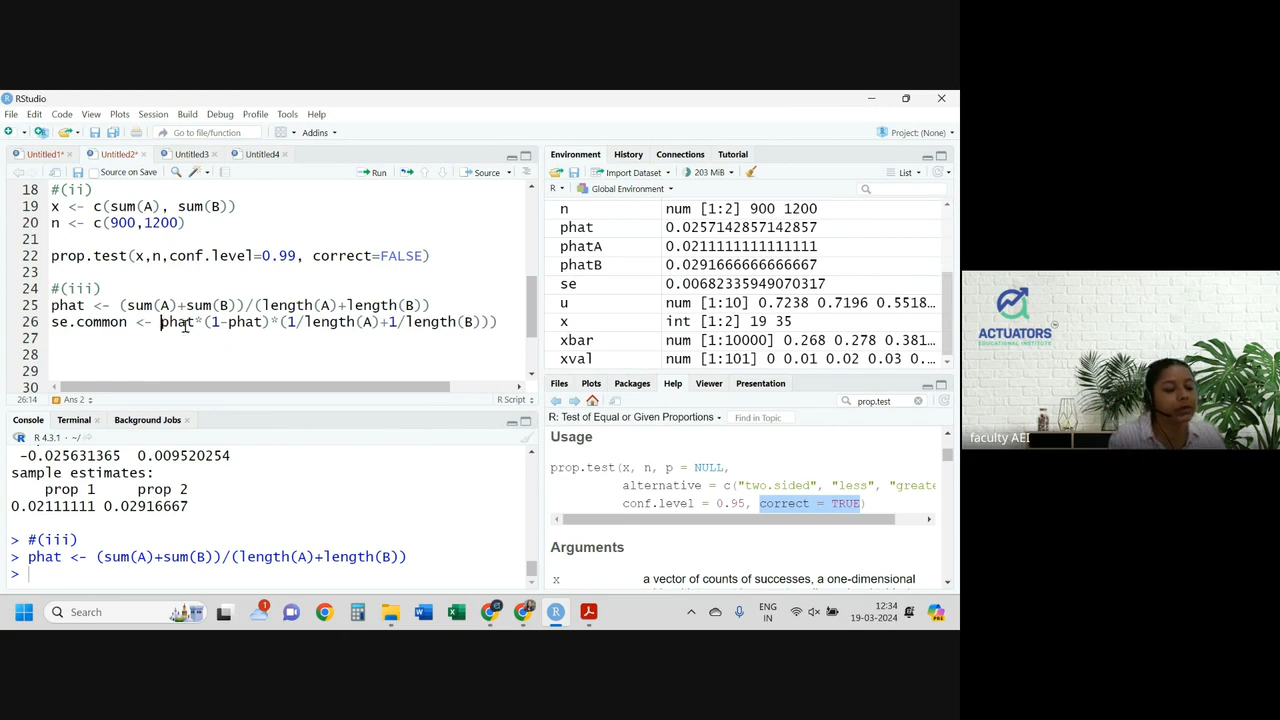 RStudio
File Edit Code View Plots Session Build Debug Profile Tools Help
Go to file/function Addins Project: (None)
Untitled1* Untitled2* Untitled3 Untitled4
Source on Save Run Source
18 #(ii)
19 x <- c(sum(A), sum(B))
20 n <- c(900,1200)
21
22 prop.test(x,n,conf.level=0.99, correct=FALSE)
23
24 #(iii)
25 phat <- (sum(A)+sum(B))/(length(A)+length(B))
26 se.common <- phat*(1-phat)*(1/length(A)+1/length(B)))
27
28
29
30
26:14 Ans 2 R Script
Console Terminal Background Jobs
R 4.3.1 · ~/
-0.025631365 0.009520254
sample estimates:
prop 1 prop 2
0.02111111 0.02916667
> #(iii)
> phat <- (sum(A)+sum(B))/(length(A)+length(B))
>
Environment History Connections Tutorial
Import Dataset 203 MiB List
R Global Environment
n num [1:2] 900 1200
phat 0.0257142857142857
phatA 0.0211111111111111
phatB 0.0291666666666667
se 0.00682335949070317
u num [1:10] 0.7238 0.7196 0.5518…
x int [1:2] 19 35
xbar num [1:10000] 0.268 0.278 0.381…
xval num [1:101] 0 0.01 0.02 0.03 0…
Files Plots Packages Help Viewer Presentation
prop.test
R: Test of Equal or Given Proportions Find in Topic
Usage
prop.test(x, n, p = NULL,
alternative = c("two.sided", "less", "greate
conf.level = 0.95, correct = TRUE)
Arguments
x a vector of counts of successes, a one-dimensional
Search
1
ENG
IN
12:34
19-03-2024
ACTUATORS
EDUCATIONAL INSTITUTE
faculty AEI